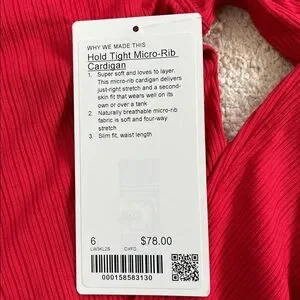 WHY WE MADE THIS
Hold Tight Micro-Rib
Cardigan
1. Super soft and loves to layer.
This micro-rib cardigan delivers
just-right stretch and a second-
skin fit that wears well on its
own or over a tank
2. Naturally breathable micro-rib
fabric is soft and four-way
stretch
3. Slim fit, waist length
6 $78.00
000158583130